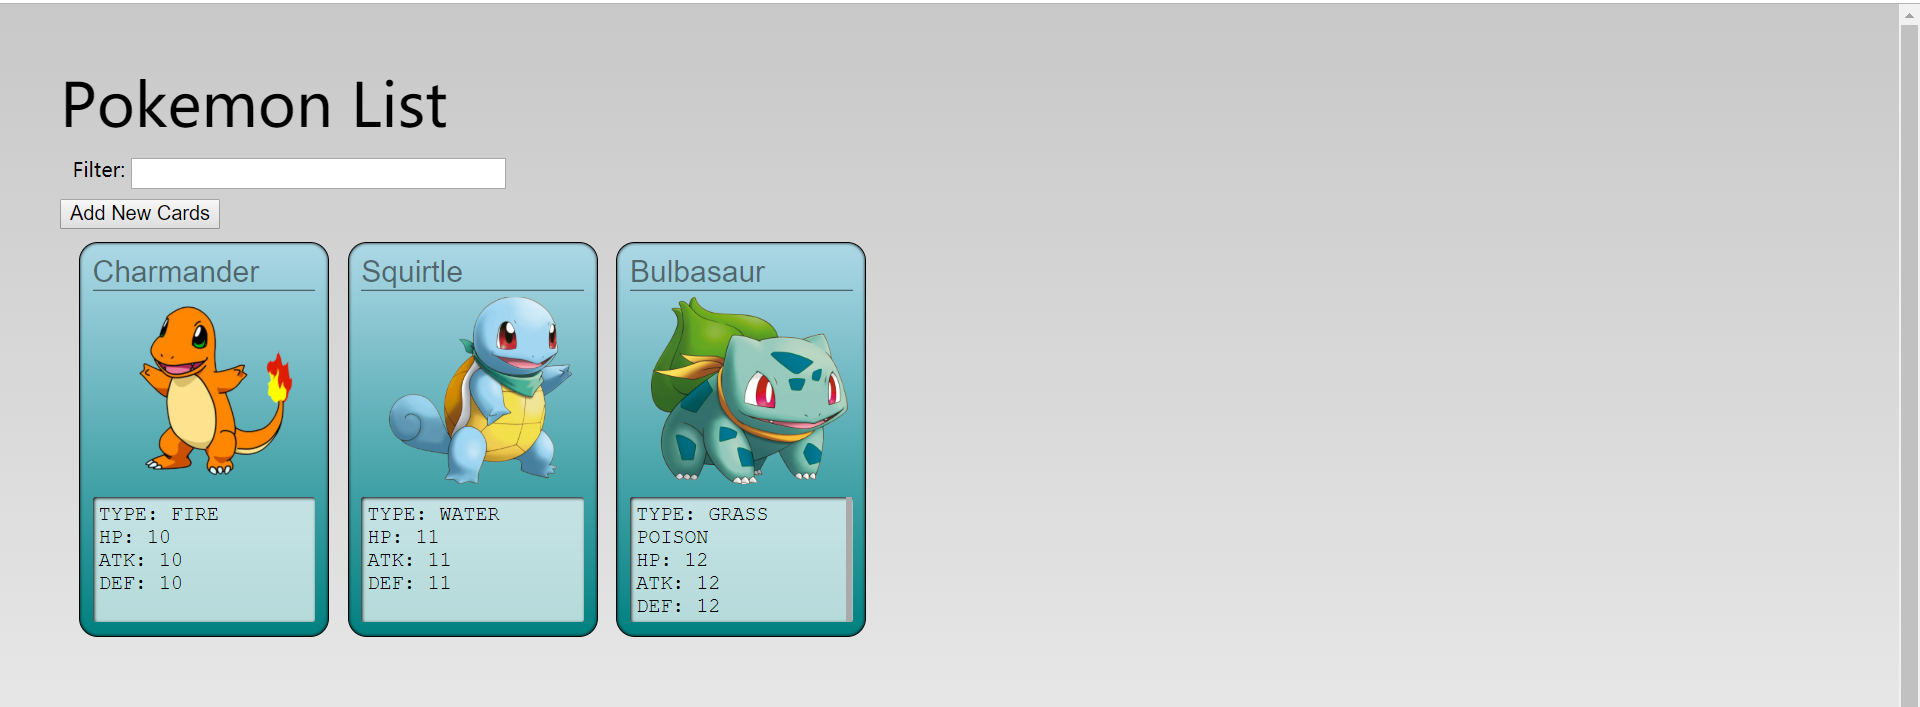 Pokemon List
Filter:
Add New Cards
Charmander
TYPE: FIRE
HP: 10
ATK: 10
DEF: 10
Squirtle
TYPE: WATER
HP: 11
ATK: 11
DEF: 11
Bulbasaur
TYPE: GRASS
POISON
HP: 12
ATK: 12
DEF: 12